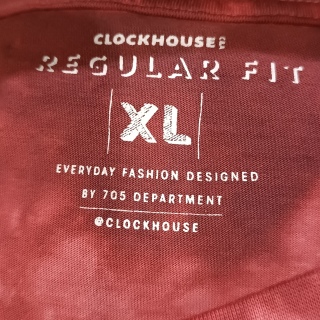 CLOCKHOUSE
REGULAR FIT
XL
EVERYDAY FASHION DESIGNED
BY 705 DEPARTMENT
@CLOCKHOUSE